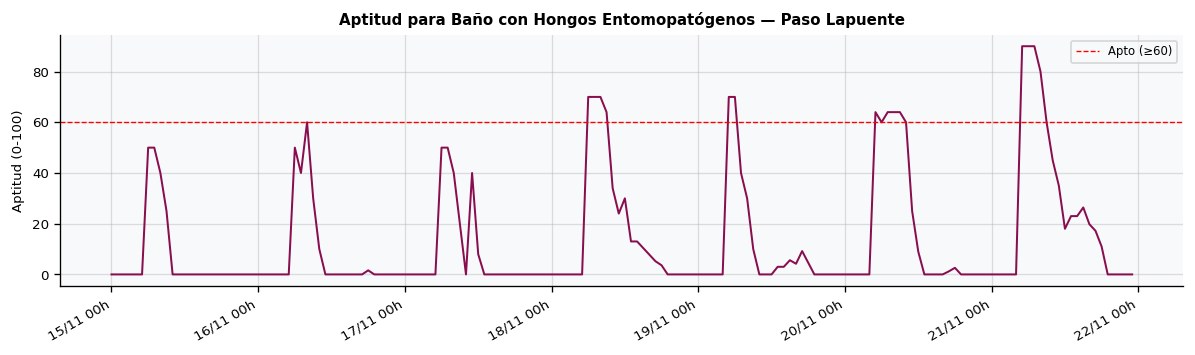 Aptitud para Baño con Hongos Entomopatógenos — Paso Lapuente
Apto (≥60)
Aptitud (0-100)
80
60
40
20
0
15/11 00h
16/11 00h
17/11 00h
18/11 00h
19/11 00h
20/11 00h
21/11 00h
22/11 00h